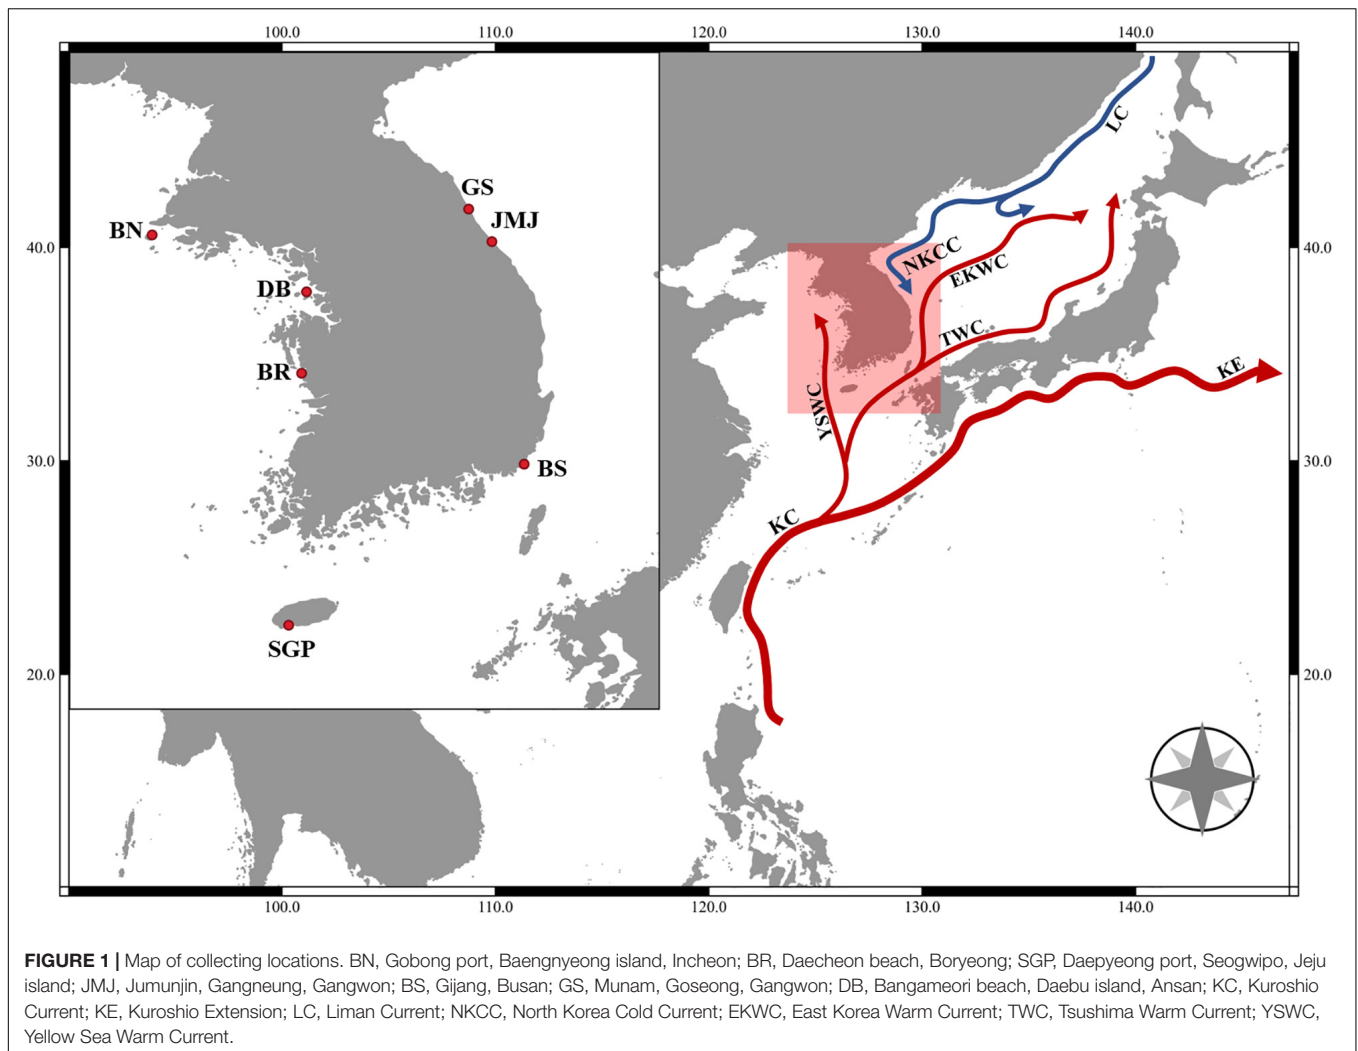 100.0 110.0 120.0 130.0 140.0
LC
GS
JMJ
BN
40.0 40.0
NKCC
EKWC
DB
TWC
BR
KE
YSWC
30.0 30.0
BS
KC
SGP
20.0 20.0
100.0 110.0 120.0 130.0 140.0
FIGURE 1 | Map of collecting locations. BN, Gobong port, Baengnyeong island, Incheon; BR, Daecheon beach, Boryeong; SGP, Daepyeong port, Seogwipo, Jeju
island; JMJ, Jumunjin, Gangneung, Gangwon; BS, Gijang, Busan; GS, Munam, Goseong, Gangwon; DB, Bangameori beach, Daebu island, Ansan; KC, Kuroshio
Current; KE, Kuroshio Extension; LC, Liman Current; NKCC, North Korea Cold Current; EKWC, East Korea Warm Current; TWC, Tsushima Warm Current; YSWC,
Yellow Sea Warm Current.